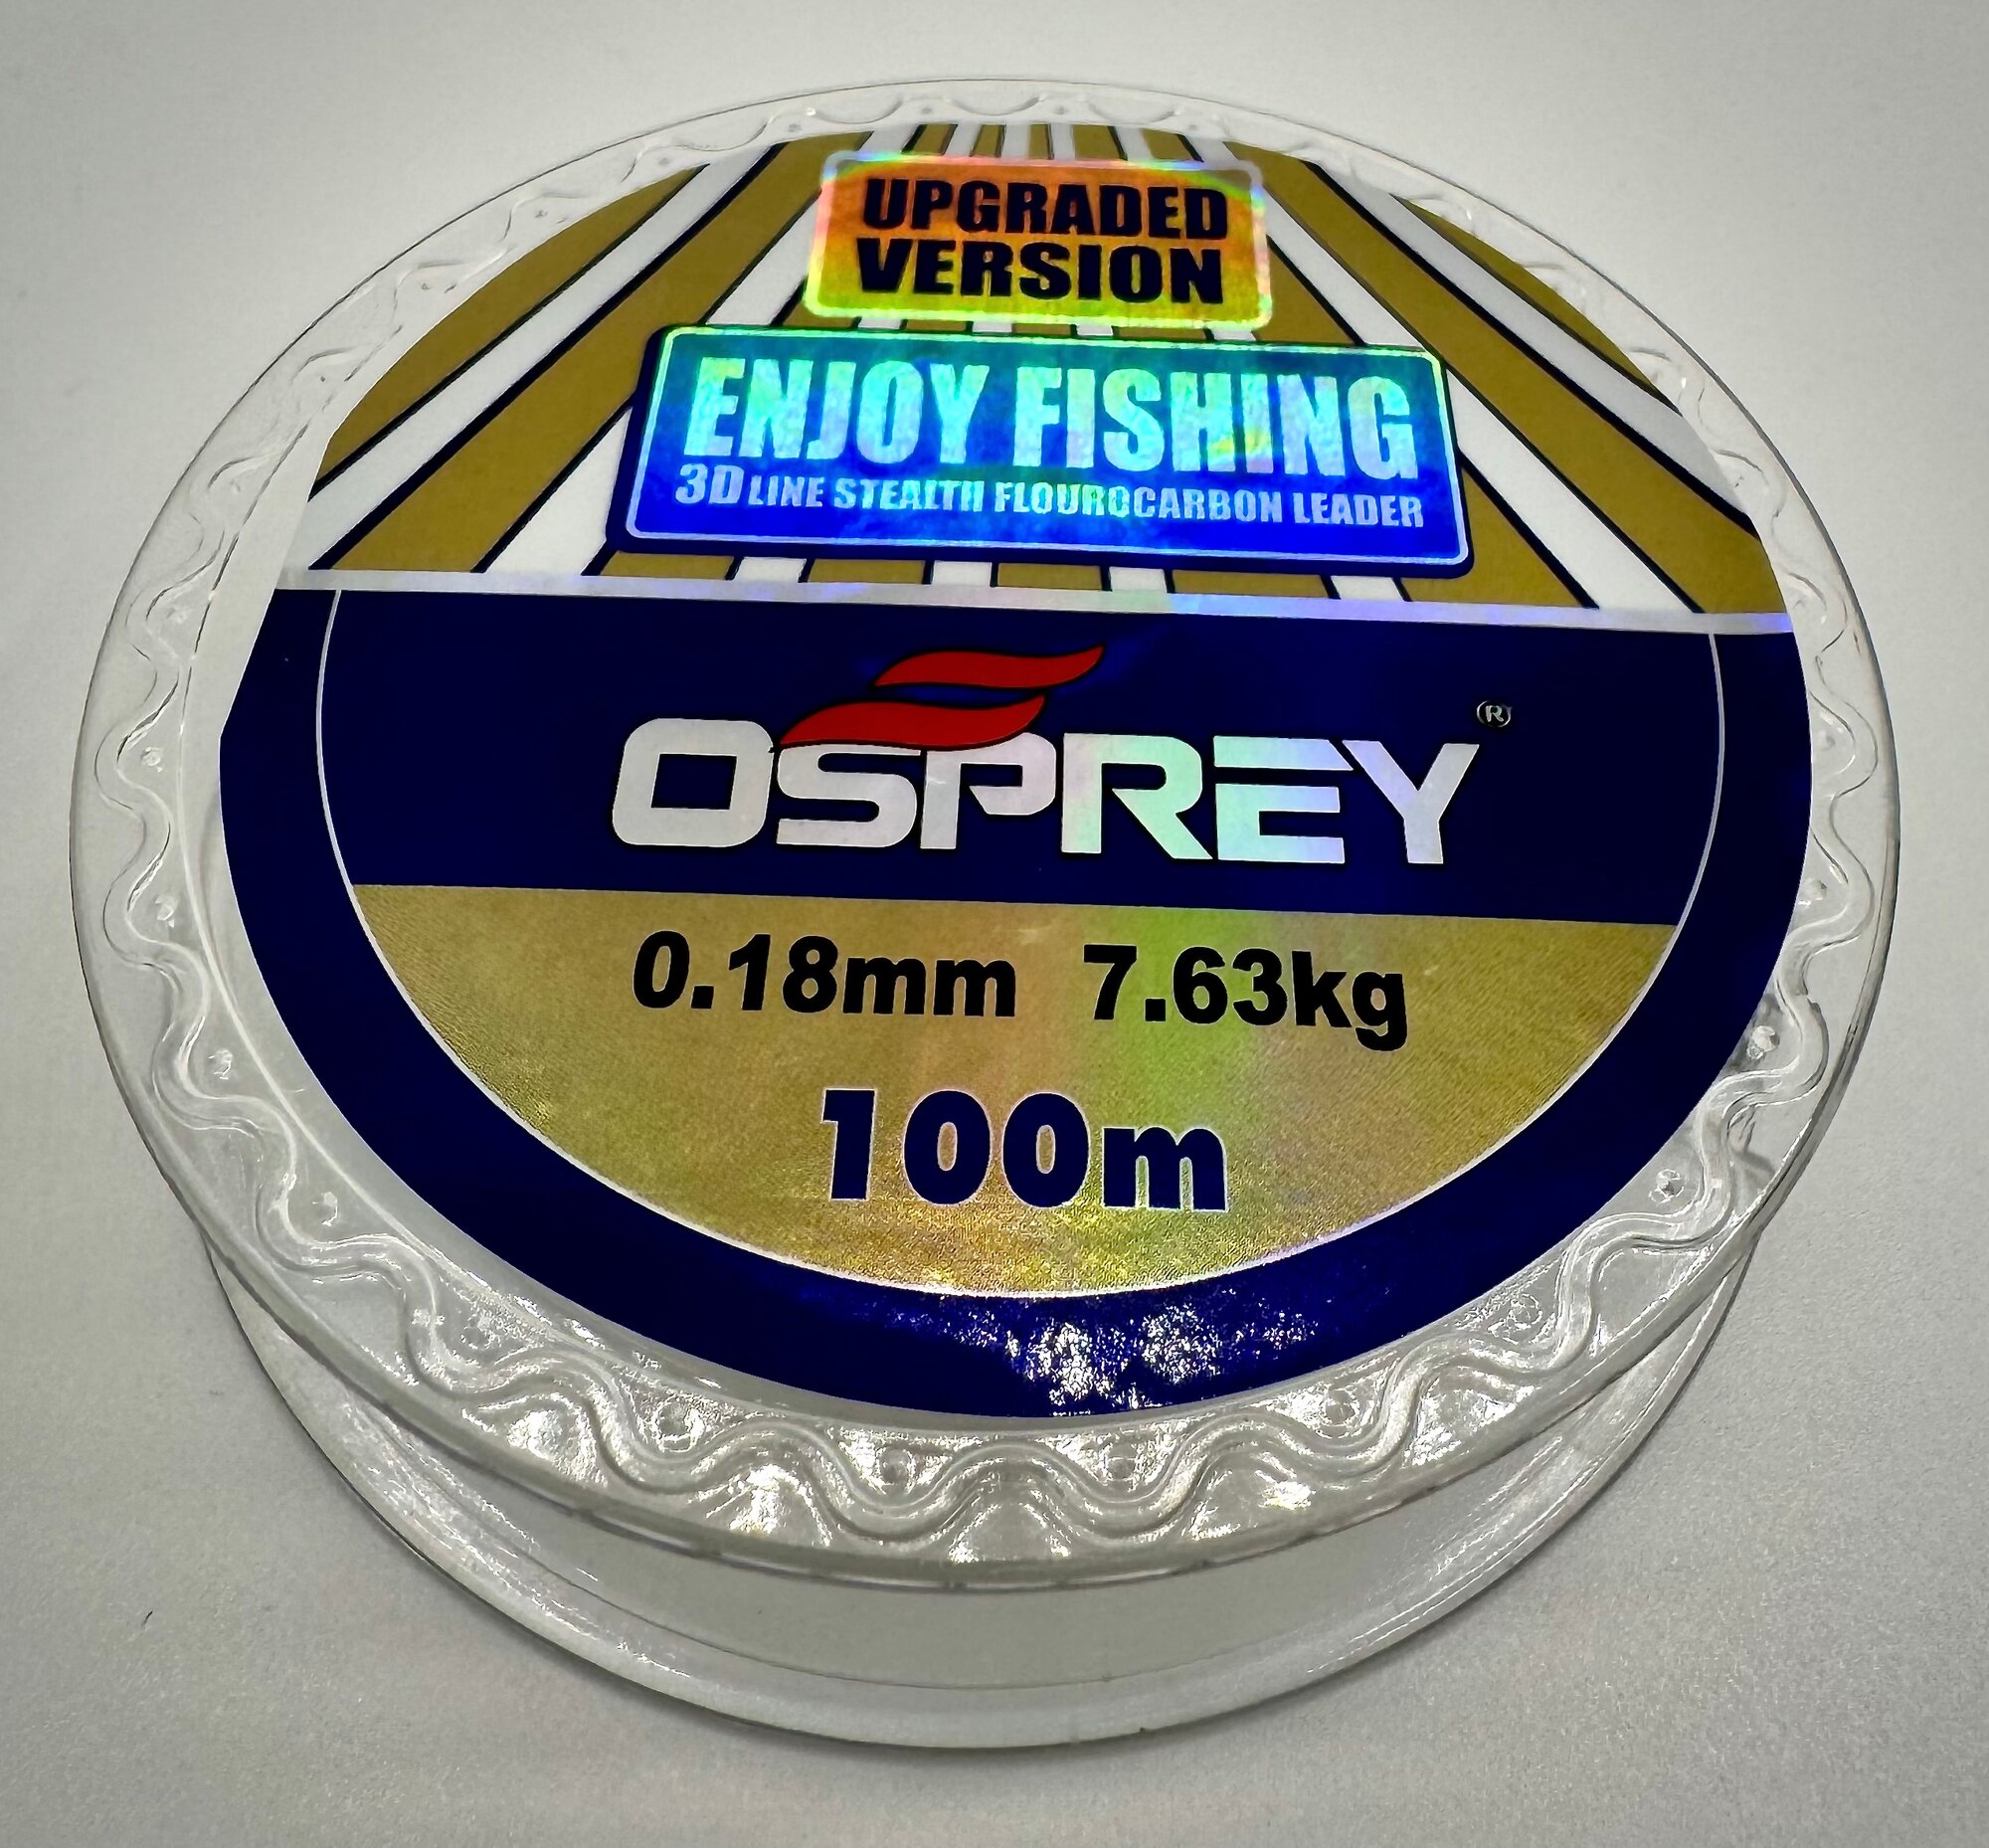 UPGRADED
VERSION
ENJOY FISHING
3D LINE STEALTH FLOUROCARBON LEADER
OSPREY ®
0.18mm 7.63kg
100m